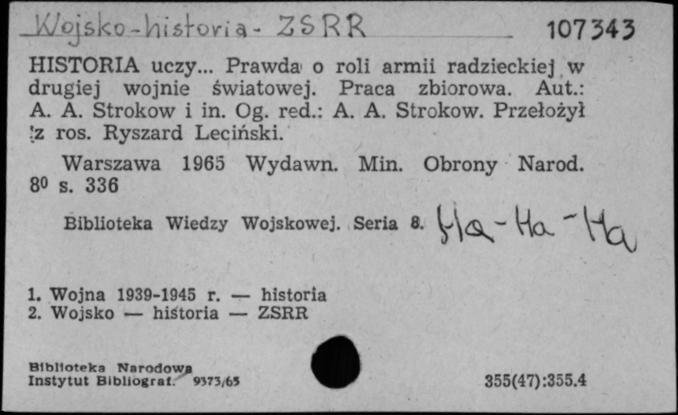 Wojsko-historia-ZSRR 107343
HISTORIA uczy... Prawda o roli armii radzieckiej w
drugiej wojnie światowej. Praca zbiorowa. Aut.:
A. A. Strokow i in. Og. red.: A. A. Strokow. Przełożył
z ros. Ryszard Leciński.
Warszawa 1965 Wydawn. Min. Obrony Narod.
8⁰ s. 336
Biblioteka Wiedzy Wojskowej. Seria 8. Ha-Ha-Ha
1. Wojna 1939-1945 r. — historia
2. Wojsko — historia — ZSRR
Biblioteka Narodowa
Instytut Bibliograf. 9373/65 355(47):355.4